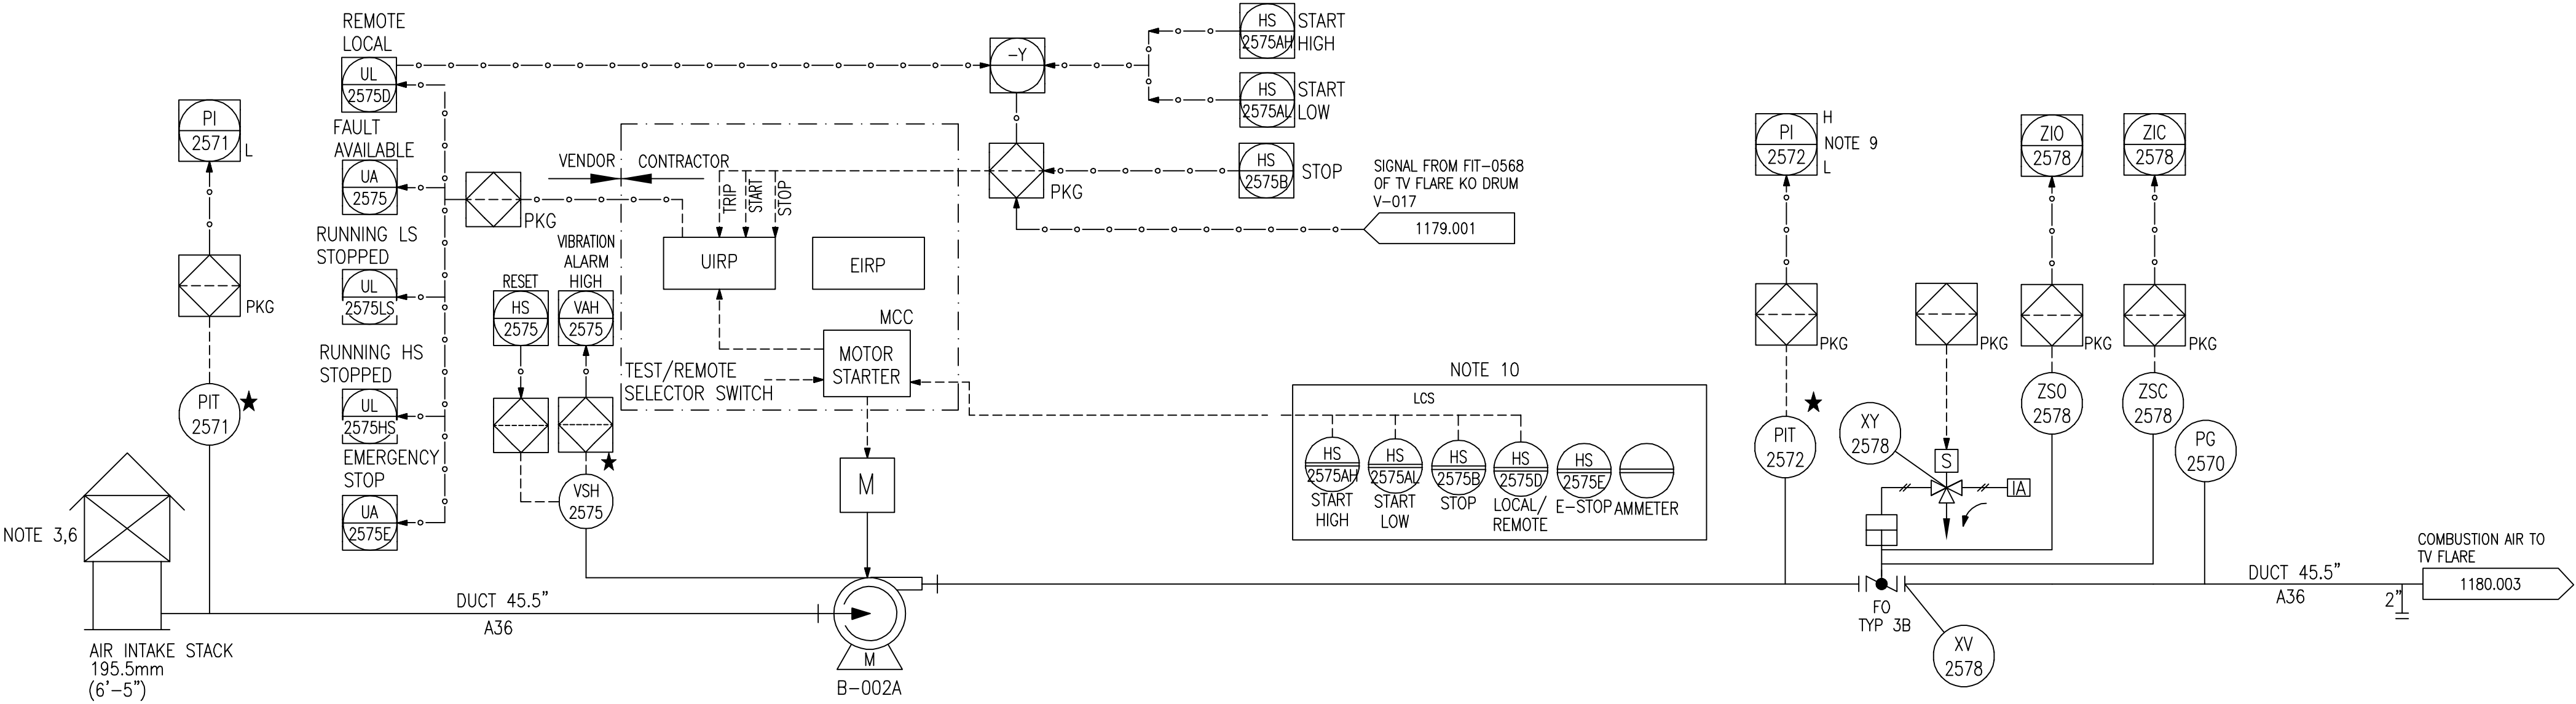 REMOTE
LOCAL
UL
2575D
FAULT
AVAILABLE
UA
2575
RUNNING LS
STOPPED
UL
2575LS
RUNNING HS
STOPPED
UL
2575HS
EMERGENCY
STOP
UA
2575E
PI
2571
L
PKG
PIT
2571
NOTE 3,6
AIR INTAKE STACK
195.5mm
(6'-5")
DUCT 45.5"
A36
PKG
VENDOR
CONTRACTOR
RESET
HS
2575
VIBRATION
ALARM
HIGH
VAH
2575
VSH
2575
TRIP
START
STOP
UIRP
EIRP
MCC
MOTOR
STARTER
TEST/REMOTE
SELECTOR SWITCH
M
M
B-002A
-Y
PKG
HS
2575AH
START
HIGH
HS
2575AL
START
LOW
HS
2575B
STOP
SIGNAL FROM FIT-0568
OF TV FLARE KO DRUM
V-017
1179.001
NOTE 10
LCS
HS
2575AH
START
HIGH
HS
2575AL
START
LOW
HS
2575B
STOP
HS
2575D
LOCAL/
REMOTE
HS
2575E
E-STOP
AMMETER
PI
2572
H
NOTE 9
L
PKG
PIT
2572
XY
2578
PKG
S
IA
ZIO
2578
PKG
ZSO
2578
ZIC
2578
PKG
ZSC
2578
PG
2570
FO
TYP 3B
XV
2578
DUCT 45.5"
A36
2"
COMBUSTION AIR TO
TV FLARE
1180.003